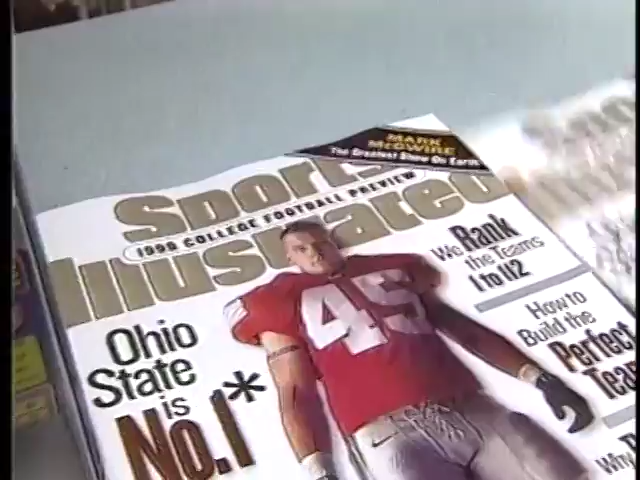 MARK
McGWIRE
The Greatest Show on Earth
Sports
1998 COLLEGE FOOTBALL PREVIEW
Illustrated
We Rank
the Teams
1 to 112
How to
Build the
Perfect
Team
Why
Ohio
State
is
No.1*
45